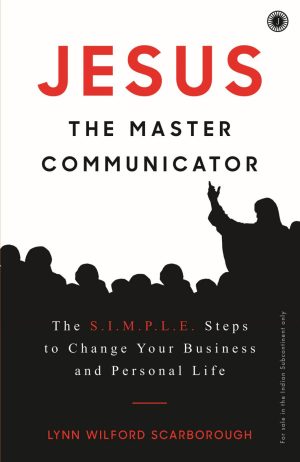 JESUS
THE MASTER
COMMUNICATOR
The S.I.M.P.L.E. Steps
to Change Your Business
and Personal Life
LYNN WILFORD SCARBOROUGH
For sale in the Indian Subcontinent only